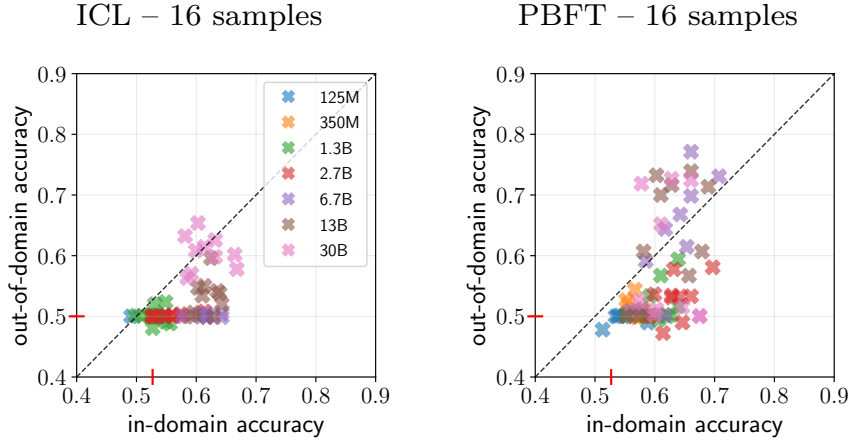 ICL – 16 samples
PBFT – 16 samples
0.9
0.8
0.7
0.6
0.5
0.4
0.4 0.5 0.6 0.7 0.8 0.9
out-of-domain accuracy
in-domain accuracy
125M
350M
1.3B
2.7B
6.7B
13B
30B
0.9
0.8
0.7
0.6
0.5
0.4
0.4 0.5 0.6 0.7 0.8 0.9
out-of-domain accuracy
in-domain accuracy